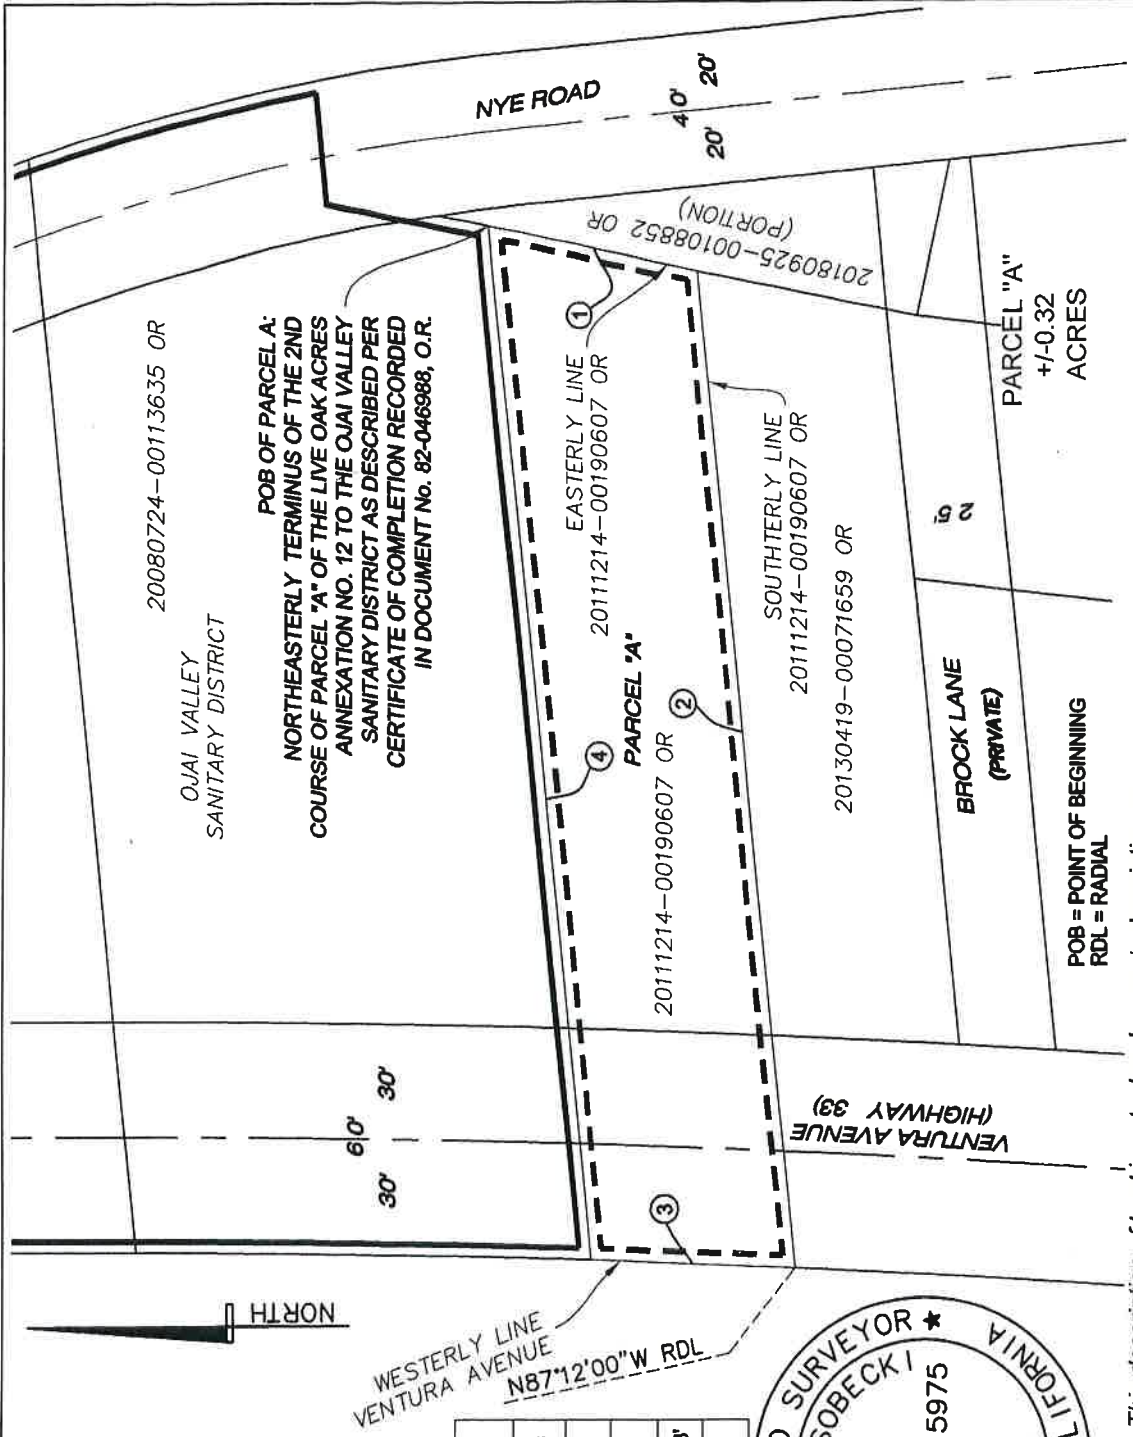 NYE ROAD
40'
20'
20'
20180925-00108852 OR
(PORTION)
20080724-00113635 OR
OJAI VALLEY
SANITARY DISTRICT
POB OF PARCEL A:
NORTHEASTERLY TERMINUS OF THE 2ND
COURSE OF PARCEL "A" OF THE LIVE OAK ACRES
ANNEXATION NO. 12 TO THE OJAI VALLEY
SANITARY DISTRICT AS DESCRIBED PER
CERTIFICATE OF COMPLETION RECORDED
IN DOCUMENT No. 82-046988, O.R.
1
EASTERLY LINE
20111214-00190607 OR
4
PARCEL "A"
2
20111214-00190607 OR
SOUTHTERLY LINE
20111214-00190607 OR
20130419-00071659 OR
25'
PARCEL "A"
+/-0.32
ACRES
BROCK LANE
(PRIVATE)
POB = POINT OF BEGINNING
RDL = RADIAL
60'
30'
30'
VENTURA AVENUE
(HIGHWAY 33)
3
NORTH
WESTERLY LINE
VENTURA AVENUE
N87°12'00"W RDL
SURVEYOR ★
SOBECKI
5975
LIFORNIA